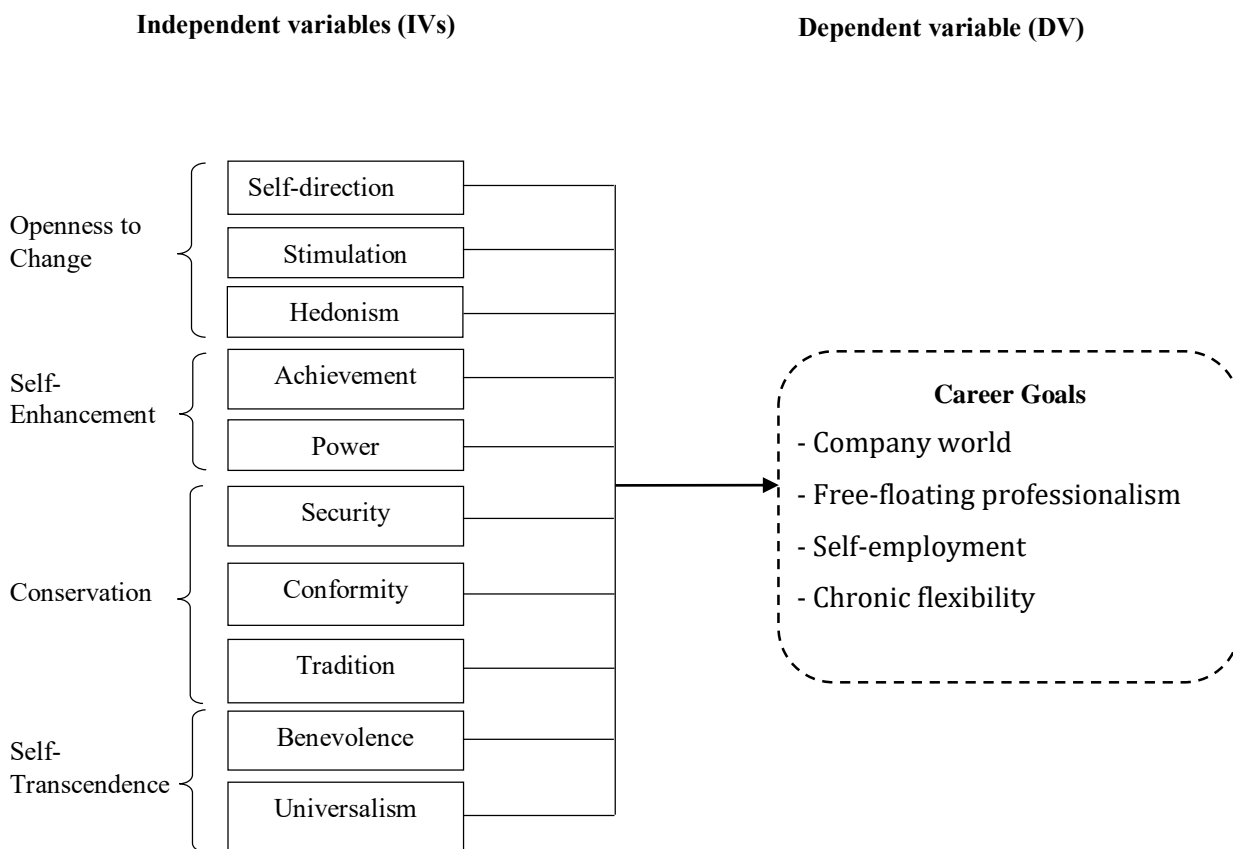 Independent variables (IVs)
Dependent variable (DV)
Openness to
Change
Self-direction
Stimulation
Hedonism
Self-
Enhancement
Achievement
Power
Conservation
Security
Conformity
Tradition
Self-
Transcendence
Benevolence
Universalism
Career Goals
- Company world
- Free-floating professionalism
- Self-employment
- Chronic flexibility